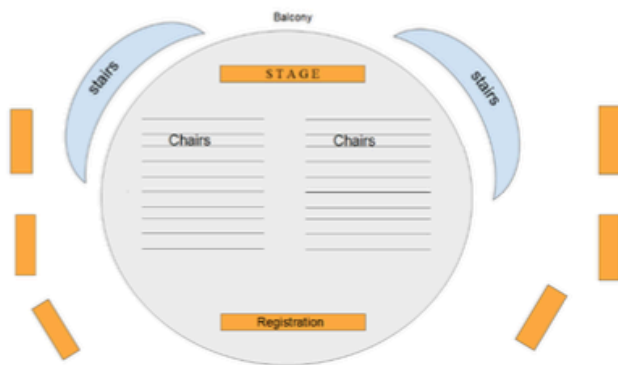 Balcony
stairs
stairs
STAGE
Chairs
Chairs
Registration